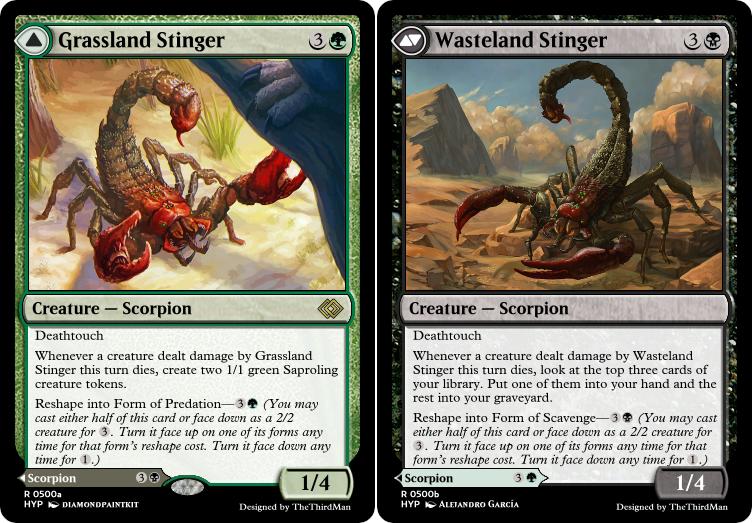 Grassland Stinger 3
Creature — Scorpion
Deathtouch
Whenever a creature dealt damage by Grassland
Stinger this turn dies, create two 1/1 green Saproling
creature tokens.
Reshape into Form of Predation—3 (You may
cast either half of this card or face down as a 2/2
creature for 3. Turn it face up on one of its forms any
time for that form's reshape cost. Turn it face down any
time for 1.)
Scorpion 3
1/4
R 0500a
HYP DIAMONDPAINTKIT
Designed by TheThirdMan
Wasteland Stinger 3
Creature — Scorpion
Deathtouch
Whenever a creature dealt damage by Wasteland
Stinger this turn dies, look at the top three cards of
your library. Put one of them into your hand and the
rest into your graveyard.
Reshape into Form of Scavenge—3 (You may cast
either half of this card or face down as a 2/2 creature for
3. Turn it face up on one of its forms any time for that
form's reshape cost. Turn it face down any time for 1.)
Scorpion 3
1/4
R 0500b
HYP ALEJANDRO GARCÍA
Designed by TheThirdMan